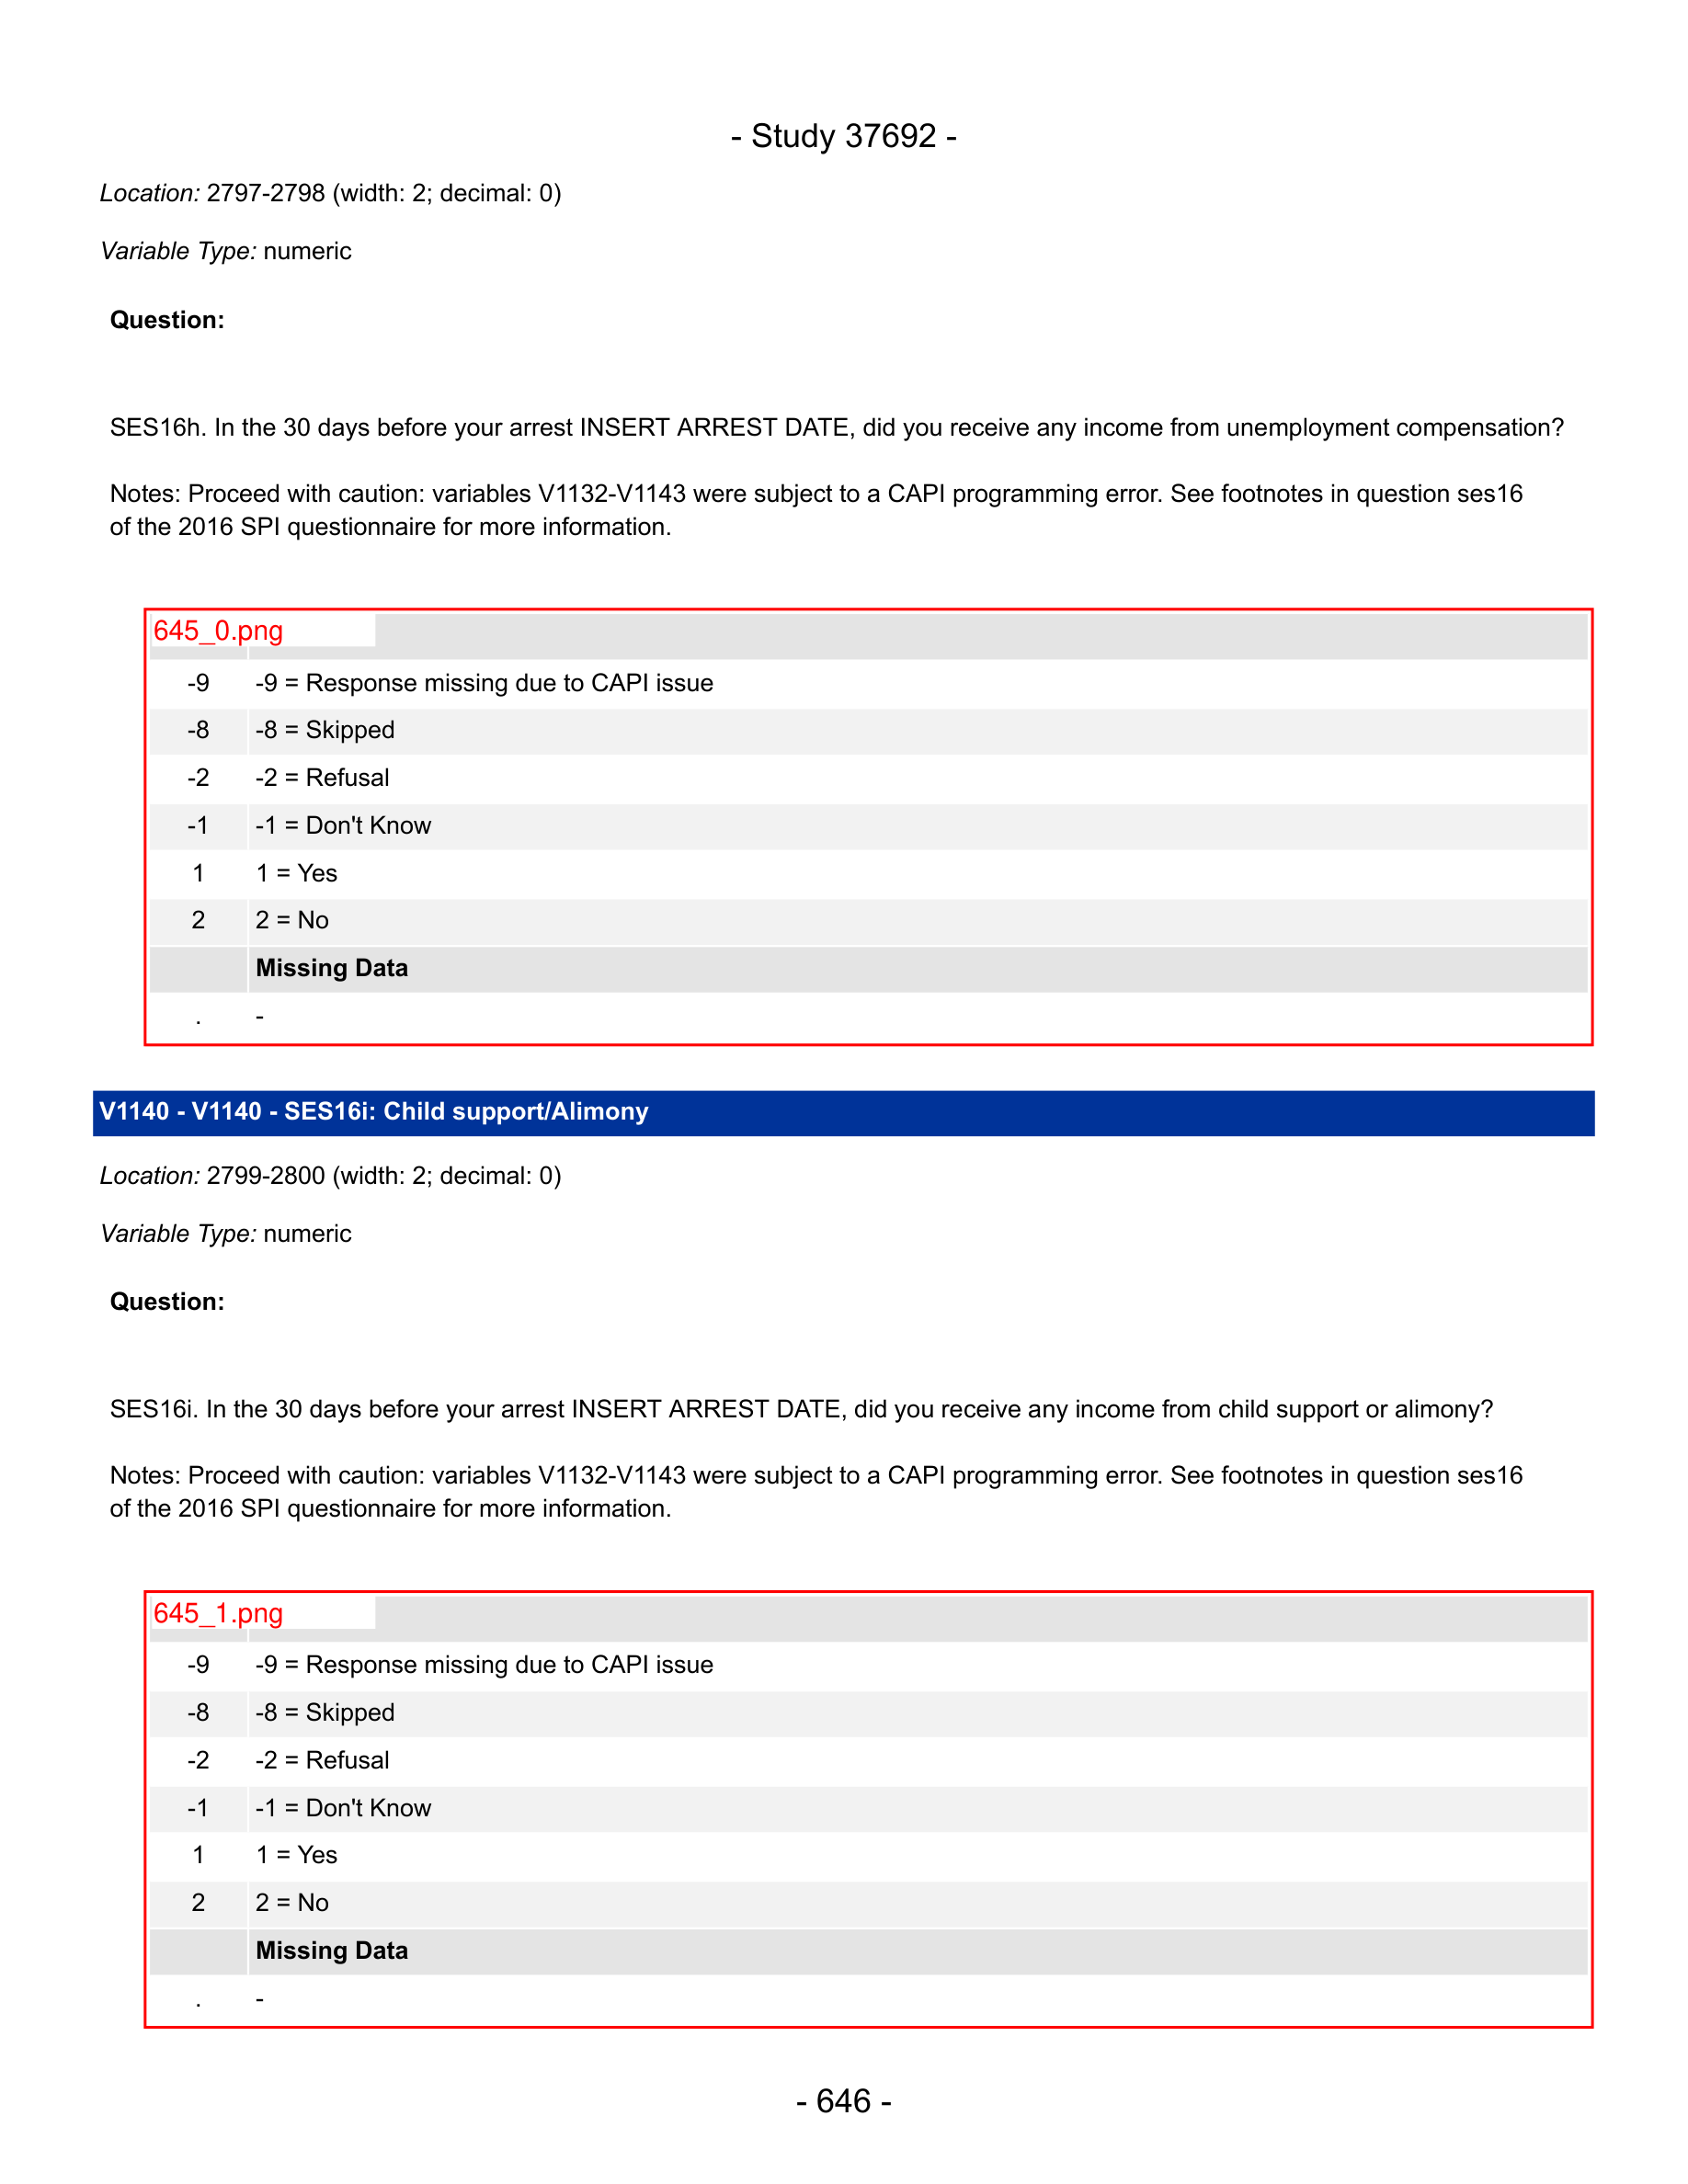 - Study 37692 -
Location: 2797-2798 (width: 2; decimal: 0)
Variable Type: numeric
Question:
SES16h. In the 30 days before your arrest INSERT ARREST DATE, did you receive any income from unemployment compensation?
Notes: Proceed with caution: variables V1132-V1143 were subject to a CAPI programming error. See footnotes in question ses16
of the 2016 SPI questionnaire for more information.
645_0.png
-9 -9 = Response missing due to CAPI issue
-8 -8 = Skipped
-2 -2 = Refusal
-1 -1 = Don't Know
1 1 = Yes
2 2 = No
Missing Data
. -
V1140 - V1140 - SES16i: Child support/Alimony
Location: 2799-2800 (width: 2; decimal: 0)
Variable Type: numeric
Question:
SES16i. In the 30 days before your arrest INSERT ARREST DATE, did you receive any income from child support or alimony?
Notes: Proceed with caution: variables V1132-V1143 were subject to a CAPI programming error. See footnotes in question ses16
of the 2016 SPI questionnaire for more information.
645_1.png
-9 -9 = Response missing due to CAPI issue
-8 -8 = Skipped
-2 -2 = Refusal
-1 -1 = Don't Know
1 1 = Yes
2 2 = No
Missing Data
. -
- 646 -